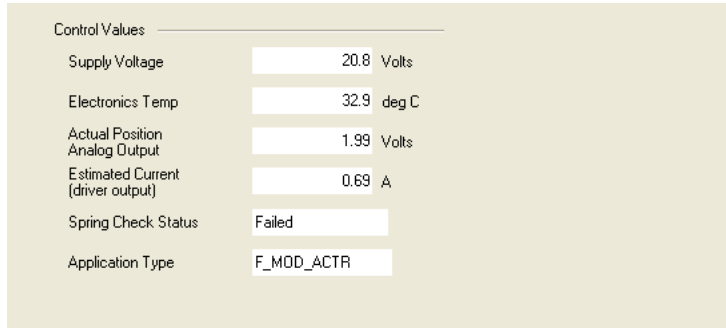 Control Values
Supply Voltage 20.8 Volts
Electronics Temp 32.9 deg C
Actual Position
Analog Output 1.99 Volts
Estimated Current
(driver output) 0.69 A
Spring Check Status Failed
Application Type F_MOD_ACTR